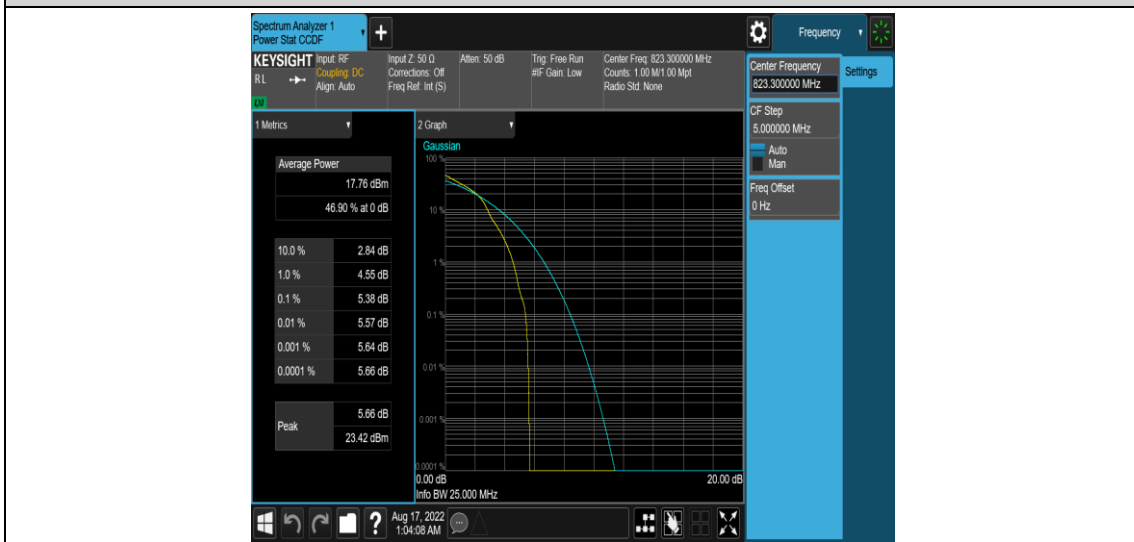 Spectrum Analyzer 1
Power Stat CCDF
+
Frequency
KEYSIGHT
RL
LXI
Input: RF
Coupling: DC
Align: Auto
Input Z: 50 Ω
Corrections: Off
Freq Ref: Int (S)
Atten: 50 dB
Trig: Free Run
#IF Gain: Low
Center Freq: 823.300000 MHz
Counts: 1.00 M/1.00 Mpt
Radio Std: None
Center Frequency
823.300000 MHz
Settings
CF Step
5.000000 MHz
Auto
Man
Freq Offset
0 Hz
1 Metrics
Average Power
17.76 dBm
46.90 % at 0 dB
10.0 % 2.84 dB
1.0 % 4.55 dB
0.1 % 5.38 dB
0.01 % 5.57 dB
0.001 % 5.64 dB
0.0001 % 5.66 dB
Peak 5.66 dB
23.42 dBm
2 Graph
Gaussian
100 %
10 %
1 %
0.1 %
0.01 %
0.001 %
0.0001 %
0.00 dB 20.00 dB
Info BW 25.000 MHz
?
Aug 17, 2022
1:04:08 AM